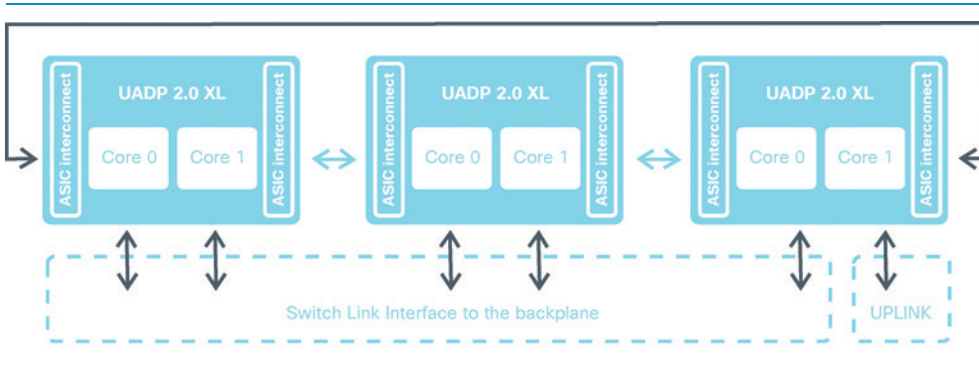 UADP 2.0 XL
ASIC interconnect
Core 0
Core 1
ASIC interconnect
UADP 2.0 XL
ASIC interconnect
Core 0
Core 1
ASIC interconnect
UADP 2.0 XL
ASIC interconnect
Core 0
Core 1
ASIC interconnect
Switch Link Interface to the backplane
UPLINK